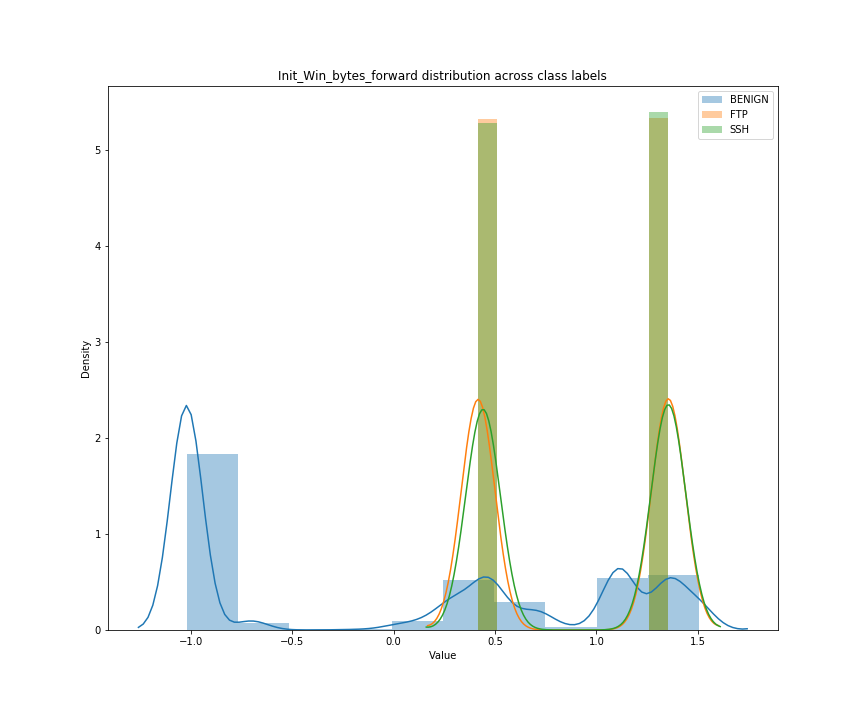 Init_Win_bytes_forward distribution across class labels
BENIGN
FTP
SSH
5
4
3
2
1
0
Density
−1.0
−0.5
0.0
0.5
1.0
1.5
Value